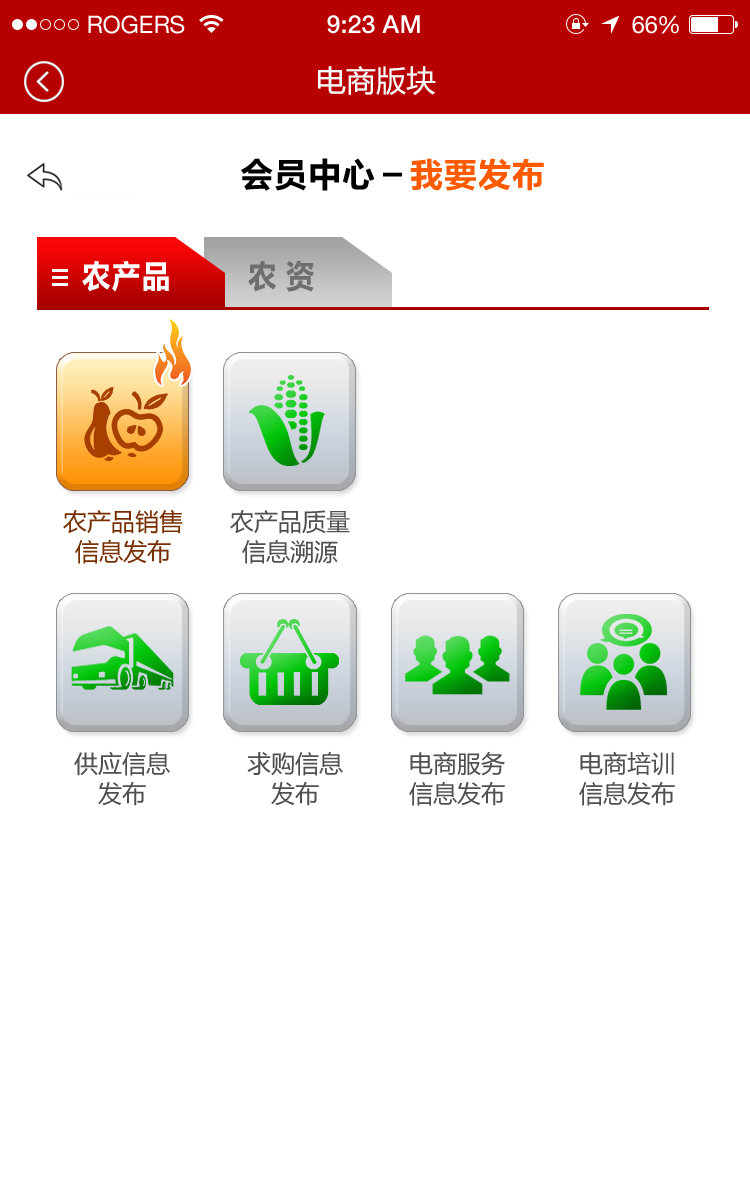 ROGERS 9:23 AM 66%
电商版块
会员中心 – 我要发布
农产品 农 资
农产品销售 农产品质量
信息发布 信息溯源
供应信息 求购信息 电商服务 电商培训
发布 发布 信息发布 信息发布